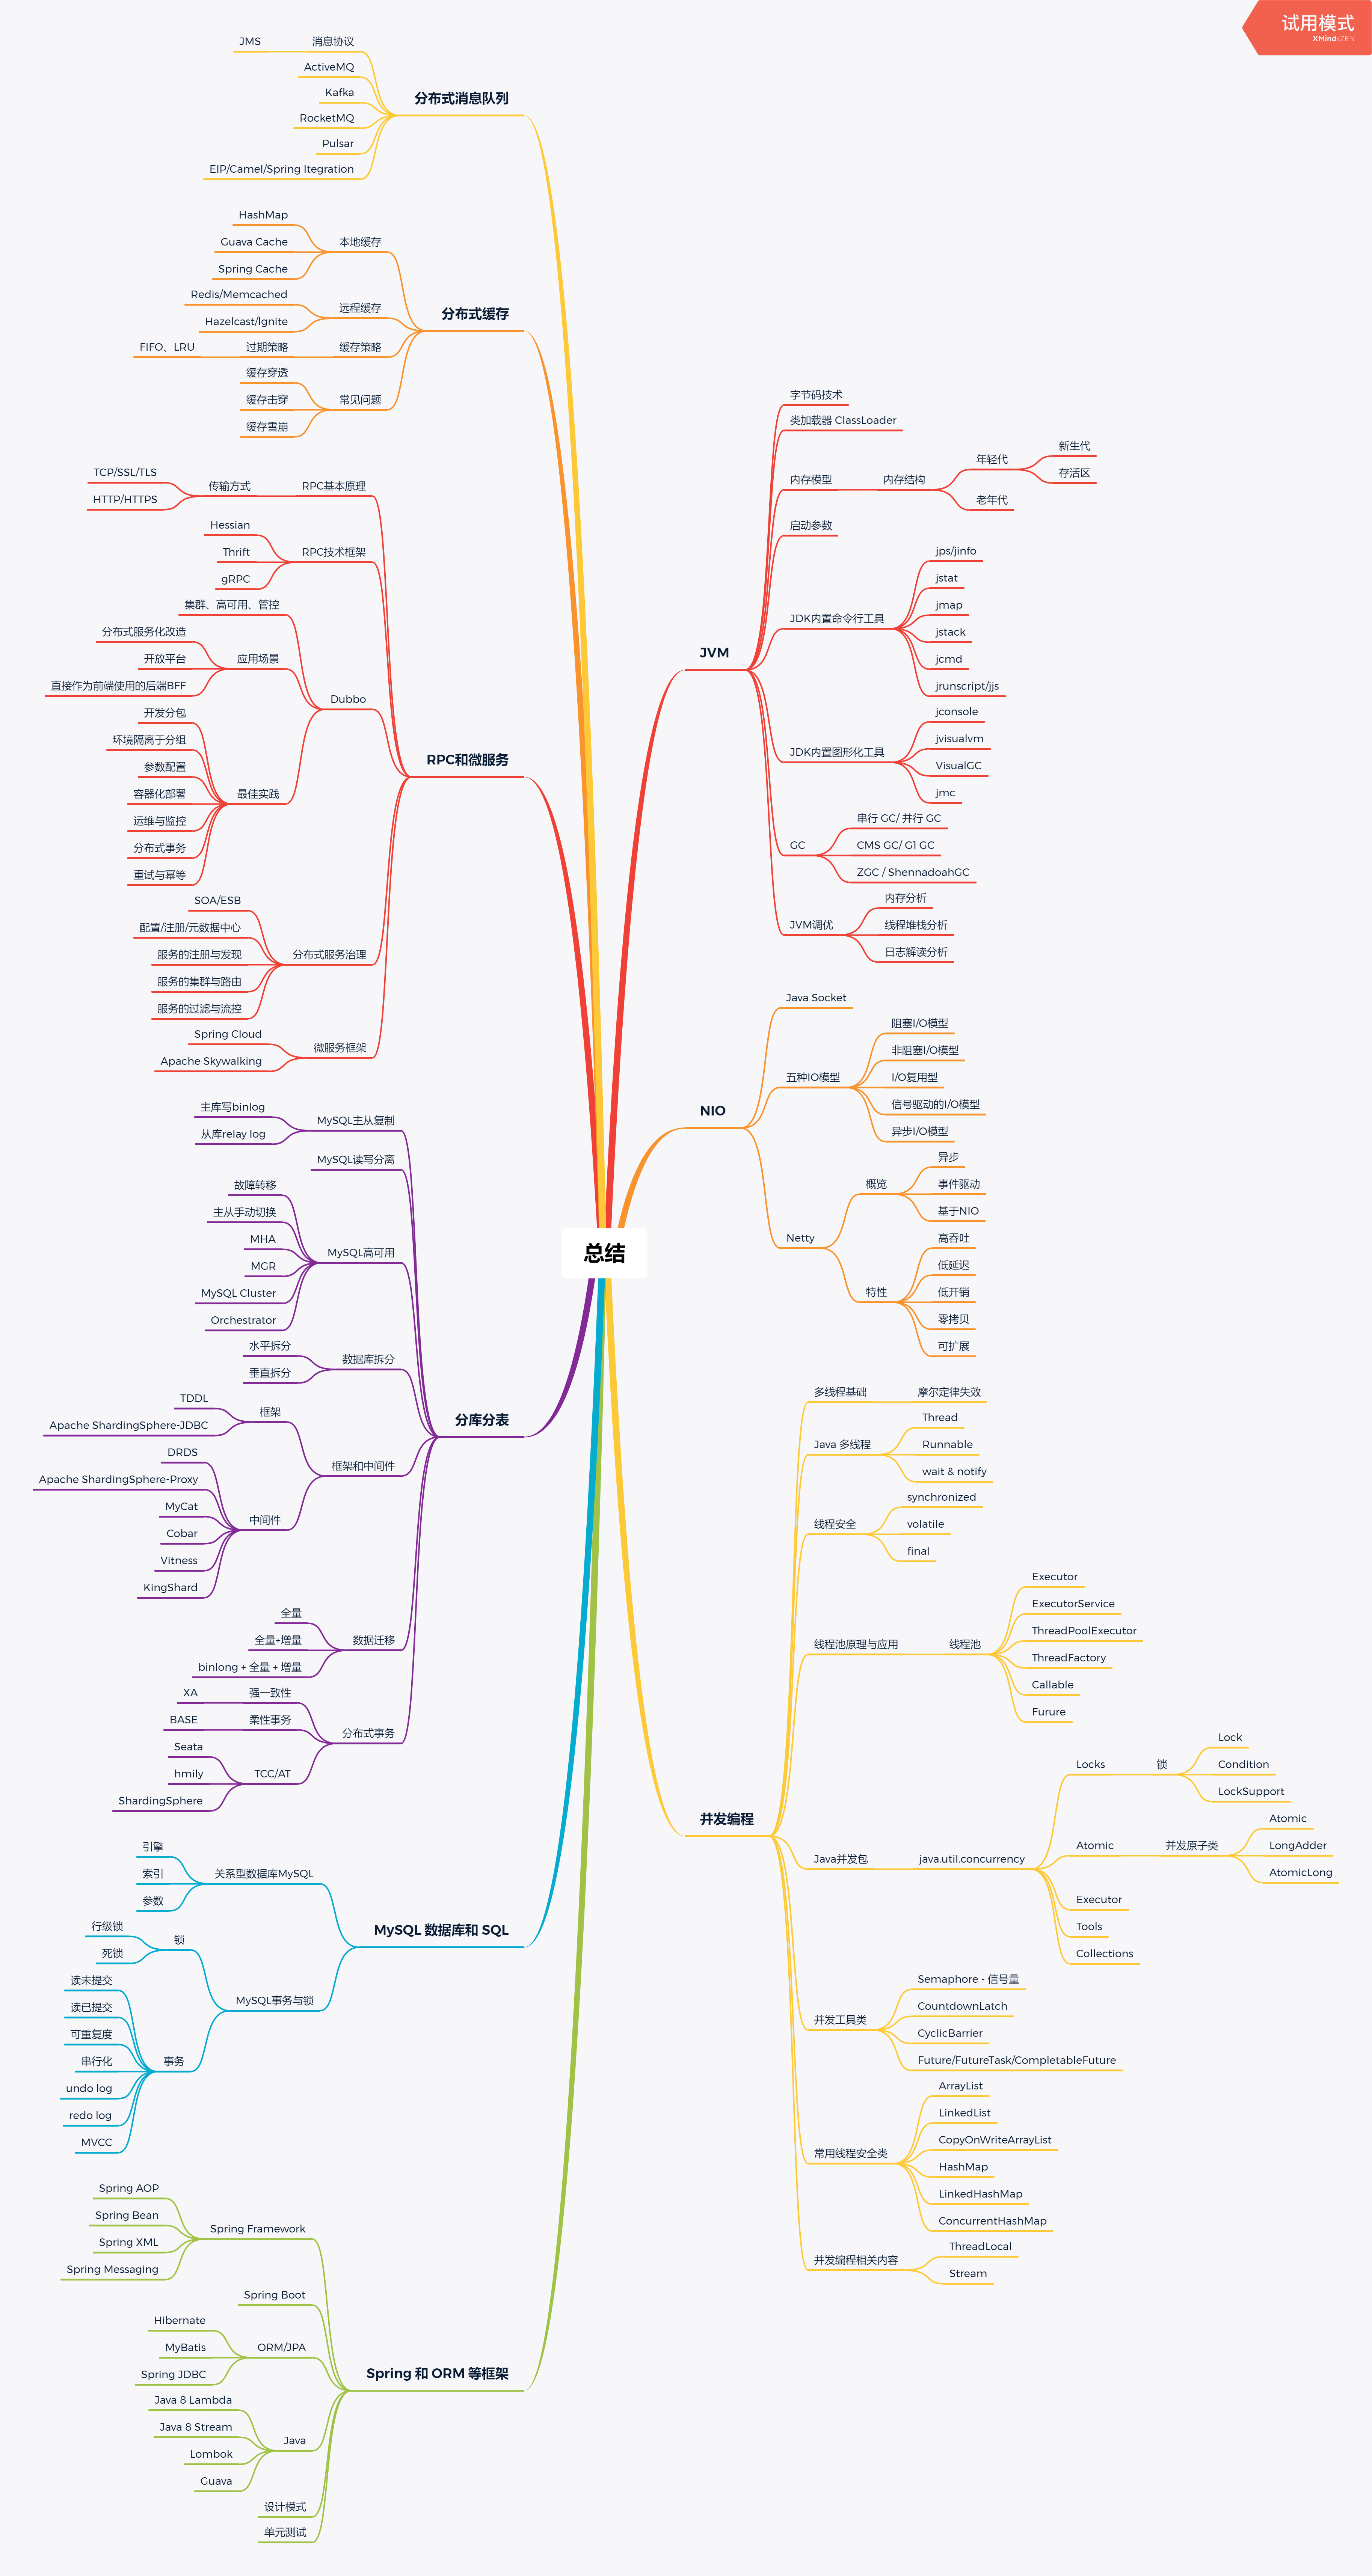 试用模式
XMind:ZEN
总结
JVM
字节码技术
类加载器 ClassLoader
内存模型
内存结构
年轻代
新生代
存活区
老年代
启动参数
JDK内置命令行工具
jps/jinfo
jstat
jmap
jstack
jcmd
jrunscript/jjs
JDK内置图形化工具
jconsole
jvisualvm
VisualGC
jmc
GC
串行 GC/ 并行 GC
CMS GC/ G1 GC
ZGC / ShennadoahGC
JVM调优
内存分析
线程堆栈分析
日志解读分析
NIO
Java Socket
五种IO模型
阻塞I/O模型
非阻塞I/O模型
I/O复用型
信号驱动的I/O模型
异步I/O模型
Netty
概览
异步
事件驱动
基于NIO
特性
高吞吐
低延迟
低开销
零拷贝
可扩展
并发编程
多线程基础
摩尔定律失效
Java 多线程
Thread
Runnable
wait & notify
线程安全
synchronized
volatile
final
线程池原理与应用
线程池
Executor
ExecutorService
ThreadPoolExecutor
ThreadFactory
Callable
Furure
Java并发包
java.util.concurrency
Locks
锁
Lock
Condition
LockSupport
Atomic
并发原子类
Atomic
LongAdder
AtomicLong
Executor
Tools
Collections
并发工具类
Semaphore - 信号量
CountdownLatch
CyclicBarrier
Future/FutureTask/CompletableFuture
常用线程安全类
ArrayList
LinkedList
CopyOnWriteArrayList
HashMap
LinkedHashMap
ConcurrentHashMap
并发编程相关内容
ThreadLocal
Stream
分布式消息队列
消息协议
JMS
ActiveMQ
Kafka
RocketMQ
Pulsar
EIP/Camel/Spring Itegration
分布式缓存
本地缓存
HashMap
Guava Cache
Spring Cache
远程缓存
Redis/Memcached
Hazelcast/Ignite
缓存策略
过期策略
FIFO、LRU
常见问题
缓存穿透
缓存击穿
缓存雪崩
RPC和微服务
RPC基本原理
传输方式
TCP/SSL/TLS
HTTP/HTTPS
RPC技术框架
Hessian
Thrift
gRPC
Dubbo
集群、高可用、管控
应用场景
分布式服务化改造
开放平台
直接作为前端使用的后端BFF
最佳实践
开发分包
环境隔离于分组
参数配置
容器化部署
运维与监控
分布式事务
重试与幂等
分布式服务治理
SOA/ESB
配置/注册/元数据中心
服务的注册与发现
服务的集群与路由
服务的过滤与流控
微服务框架
Spring Cloud
Apache Skywalking
分库分表
MySQL主从复制
主库写binlog
从库relay log
MySQL读写分离
MySQL高可用
故障转移
主从手动切换
MHA
MGR
MySQL Cluster
Orchestrator
数据库拆分
水平拆分
垂直拆分
框架和中间件
框架
TDDL
Apache ShardingSphere-JDBC
中间件
DRDS
Apache ShardingSphere-Proxy
MyCat
Cobar
Vitness
KingShard
数据迁移
全量
全量+增量
binlong + 全量 + 增量
分布式事务
强一致性
XA
柔性事务
BASE
TCC/AT
Seata
hmily
ShardingSphere
MySQL 数据库和 SQL
关系型数据库MySQL
引擎
索引
参数
MySQL事务与锁
锁
行级锁
死锁
事务
读未提交
读已提交
可重复度
串行化
undo log
redo log
MVCC
Spring 和 ORM 等框架
Spring Framework
Spring AOP
Spring Bean
Spring XML
Spring Messaging
Spring Boot
ORM/JPA
Hibernate
MyBatis
Spring JDBC
Java
Java 8 Lambda
Java 8 Stream
Lombok
Guava
设计模式
单元测试